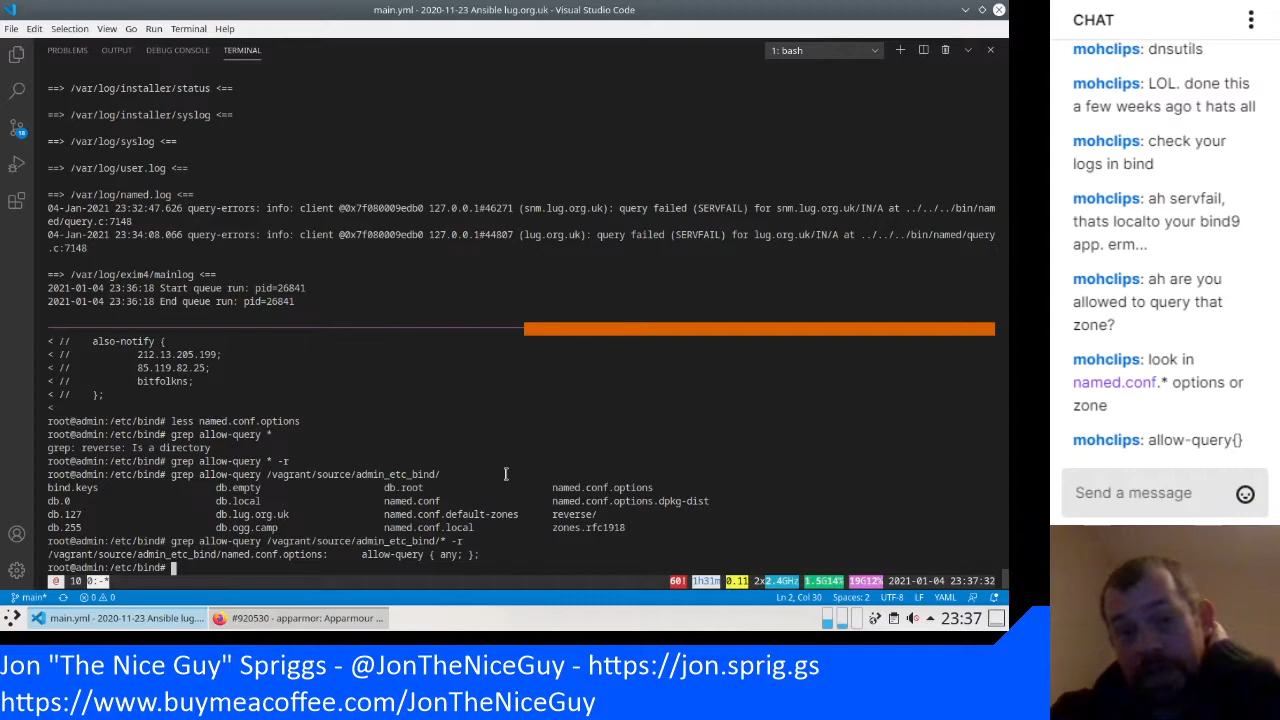 main.yml - 2020-11-23 Ansible lug.org.uk - Visual Studio Code
File Edit Selection View Go Run Terminal Help
PROBLEMS OUTPUT DEBUG CONSOLE TERMINAL
1: bash
==> /var/log/installer/status <==
==> /var/log/installer/syslog <==
==> /var/log/syslog <==
==> /var/log/user.log <==
==> /var/log/named.log <==
04-Jan-2021 23:32:47.626 query-errors: info: client @0x7f080009edb0 127.0.0.1#46271 (snm.lug.org.uk): query failed (SERVFAIL) for snm.lug.org.uk/IN/A at ../../../bin/nam
ed/query.c:7148
04-Jan-2021 23:34:08.066 query-errors: info: client @0x7f080009edb0 127.0.0.1#44807 (lug.org.uk): query failed (SERVFAIL) for lug.org.uk/IN/A at ../../../bin/named/query
.c:7148
==> /var/log/exim4/mainlog <==
2021-01-04 23:36:18 Start queue run: pid=26841
2021-01-04 23:36:18 End queue run: pid=26841
< // also-notify {
< // 212.13.205.199;
< // 85.119.82.25;
< // bitfolkns;
< // };
<
root@admin:/etc/bind# less named.conf.options
root@admin:/etc/bind# grep allow-query *
grep: reverse: Is a directory
root@admin:/etc/bind# grep allow-query * -r
root@admin:/etc/bind# grep allow-query /vagrant/source/admin_etc_bind/
bind.keys db.empty db.root named.conf.options
db.0 db.local named.conf named.conf.options.dpkg-dist
db.127 db.lug.org.uk named.conf.default-zones reverse/
db.255 db.ogg.camp named.conf.local zones.rfc1918
root@admin:/etc/bind# grep allow-query /vagrant/source/admin_etc_bind/* -r
/vagrant/source/admin_etc_bind/named.conf.options: allow-query { any; };
root@admin:/etc/bind#
@ 10 0:-* 60! 1h31m 0.11 2x2.4GHz 1.5G14% 19G12% 2021-01-04 23:37:32
main* 0 0 Ln 2, Col 30 Spaces: 2 UTF-8 LF YAML
main.yml - 2020-11-23 Ansible lug.org.... #920530 - apparmor: Apparmour ... 23:37
CHAT
mohclips: dnsutils
mohclips: LOL. done this
a few weeks ago t hats all
mohclips: check your
logs in bind
mohclips: ah servfail,
thats localto your bind9
app. erm...
mohclips: ah are you
allowed to query that
zone?
mohclips: look in
named.conf.* options or
zone
mohclips: allow-query{}
Send a message
Jon "The Nice Guy" Spriggs - @JonTheNiceGuy - https://jon.sprig.gs
https://www.buymeacoffee.com/JonTheNiceGuy